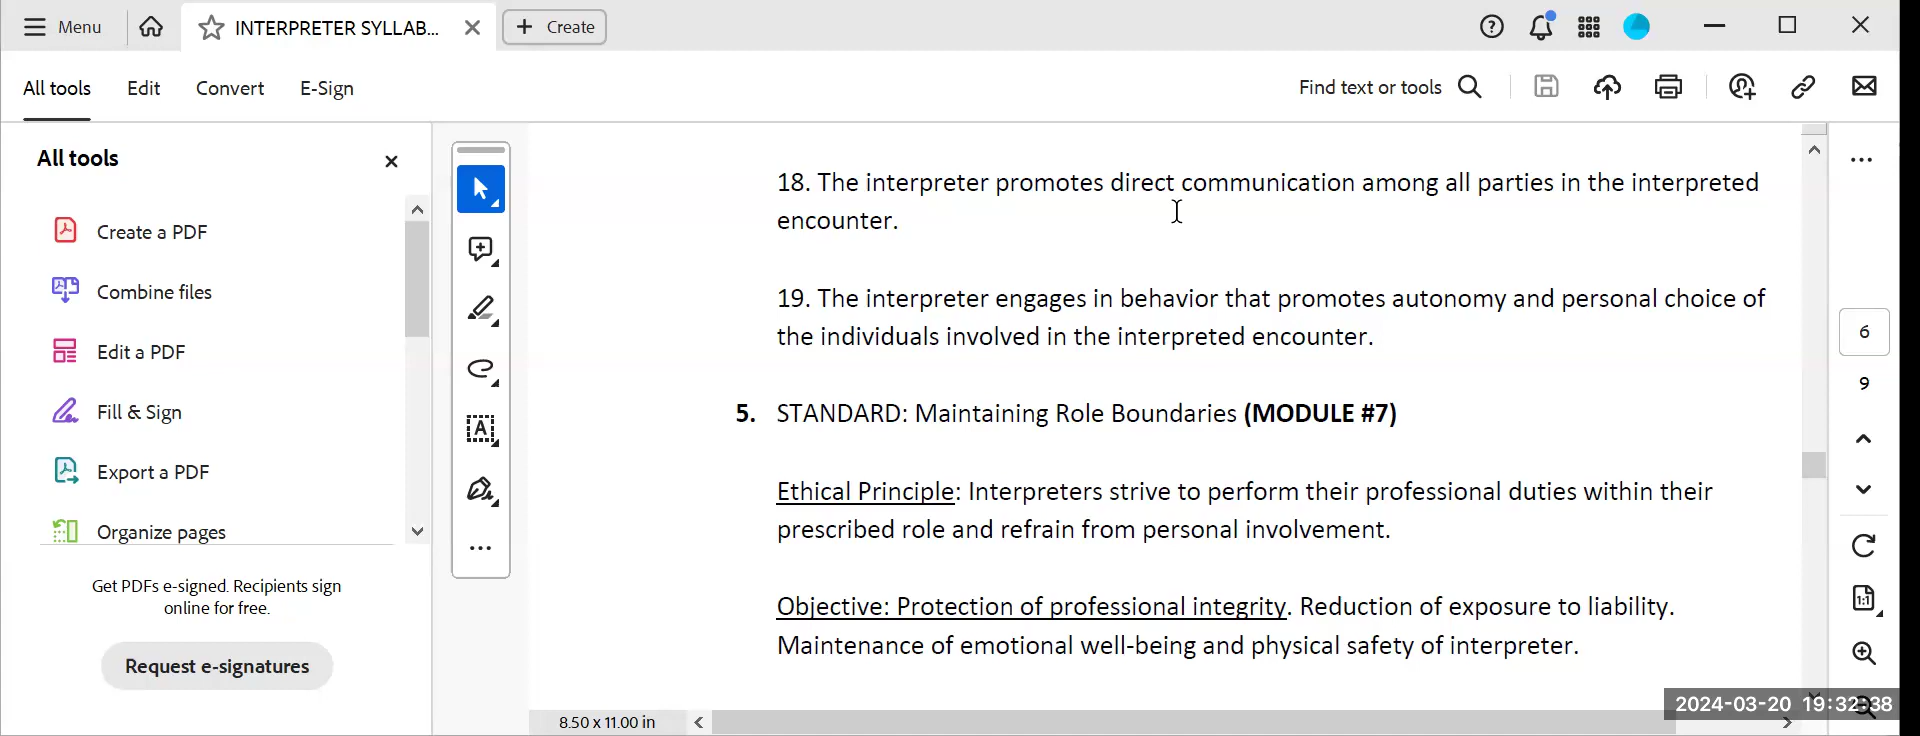 Menu
INTERPRETER SYLLAB...
Create
All tools
Edit
Convert
E-Sign
Find text or tools
All tools
Create a PDF
Combine files
Edit a PDF
Fill & Sign
Export a PDF
Organize pages
Get PDFs e-signed. Recipients sign
online for free.
Request e-signatures
18. The interpreter promotes direct communication among all parties in the interpreted
encounter.
19. The interpreter engages in behavior that promotes autonomy and personal choice of
the individuals involved in the interpreted encounter.
5. STANDARD: Maintaining Role Boundaries (MODULE #7)
Ethical Principle: Interpreters strive to perform their professional duties within their
prescribed role and refrain from personal involvement.
Objective: Protection of professional integrity. Reduction of exposure to liability.
Maintenance of emotional well-being and physical safety of interpreter.
8.50 x 11.00 in
6
9
1:1
2024-03-20 19:32:38